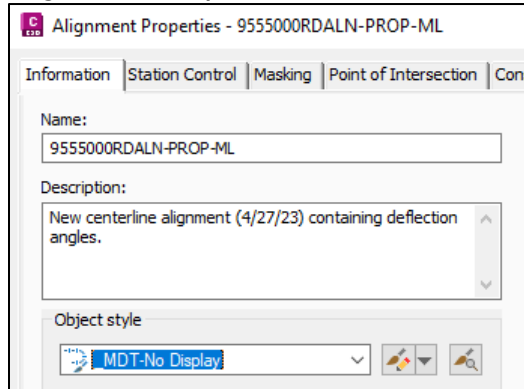 C
C3D
Alignment Properties - 9555000RDALN-PROP-ML
Information Station Control Masking Point of Intersection Con
Name:
9555000RDALN-PROP-ML
Description:
New centerline alignment (4/27/23) containing deflection
angles.
Object style
_MDT-No Display